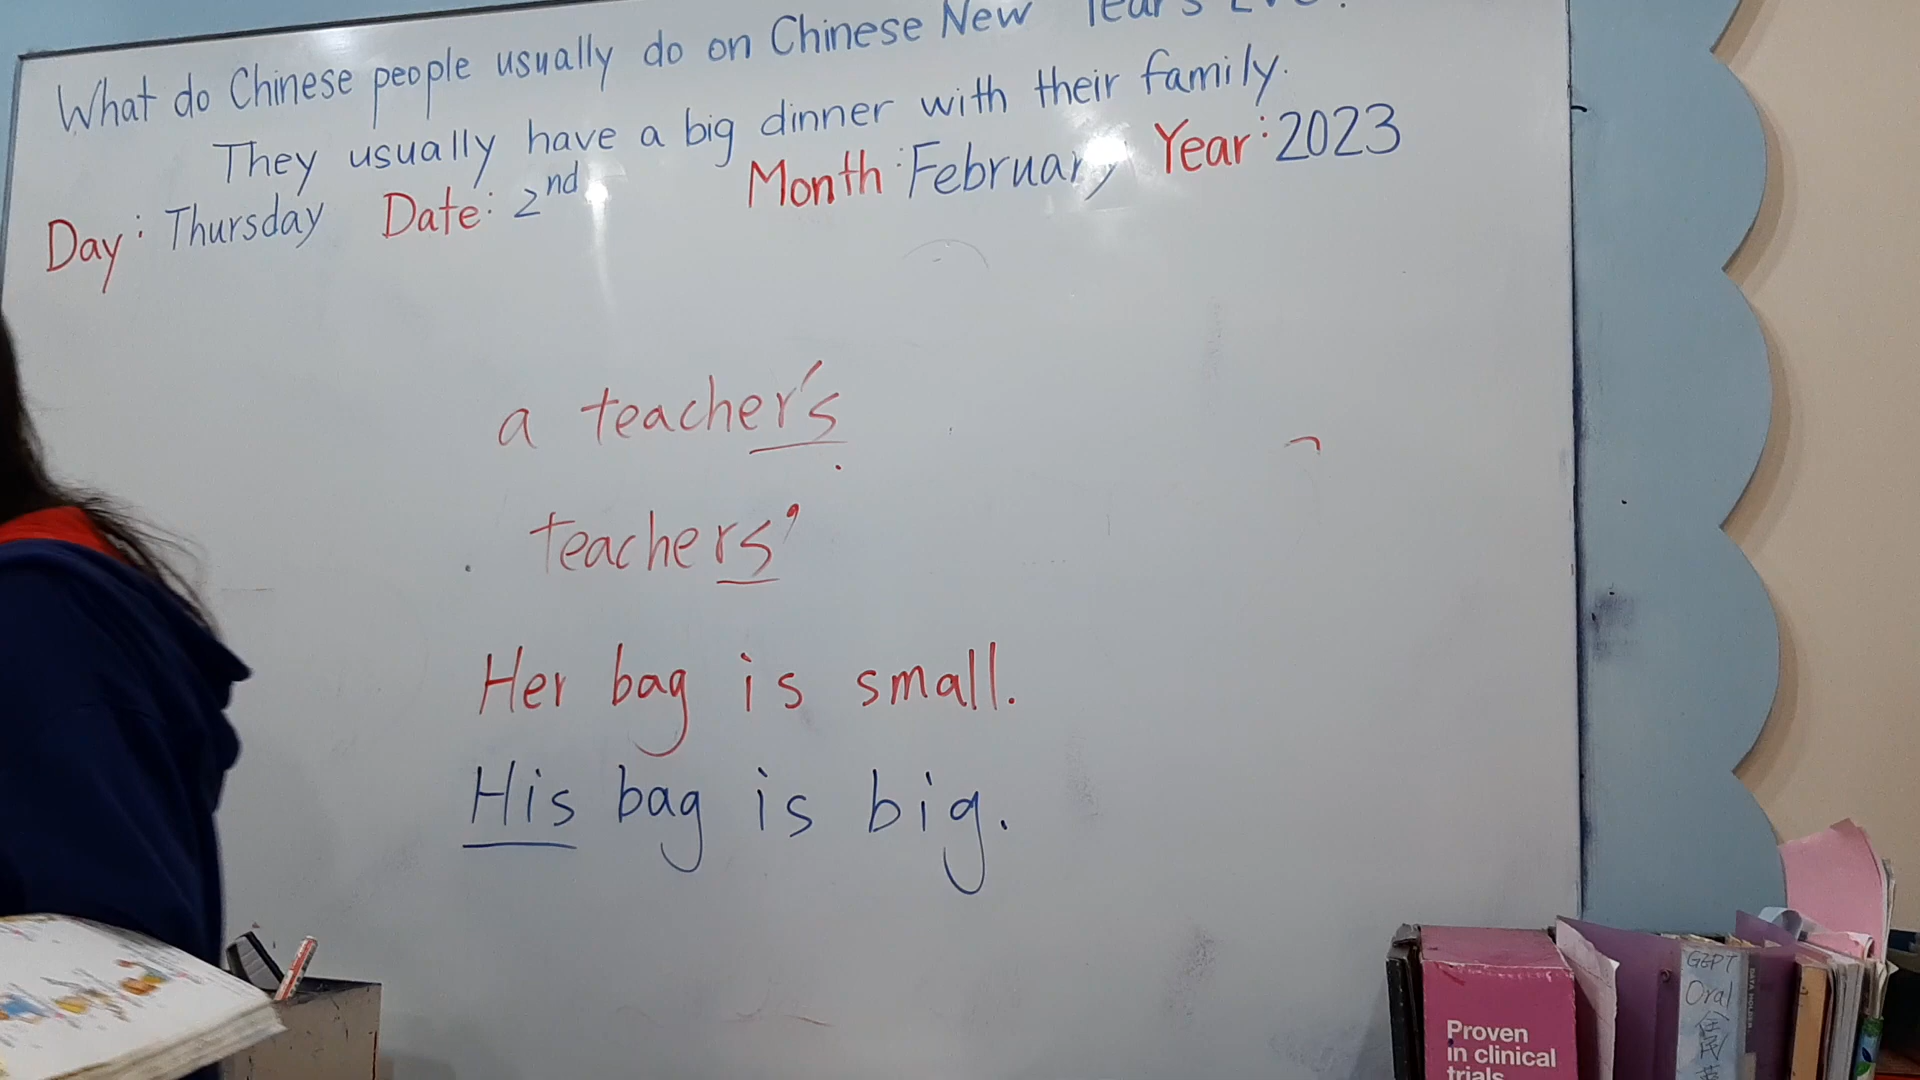 What do Chinese people usually do on Chinese New Year's Eve?
They usually have a big dinner with their family.
Day: Thursday Date: 2nd Month: February Year: 2023
a teacher's
teachers'
Her bag is small.
His bag is big.
Proven
in clinical
trials
GEPT
Oral